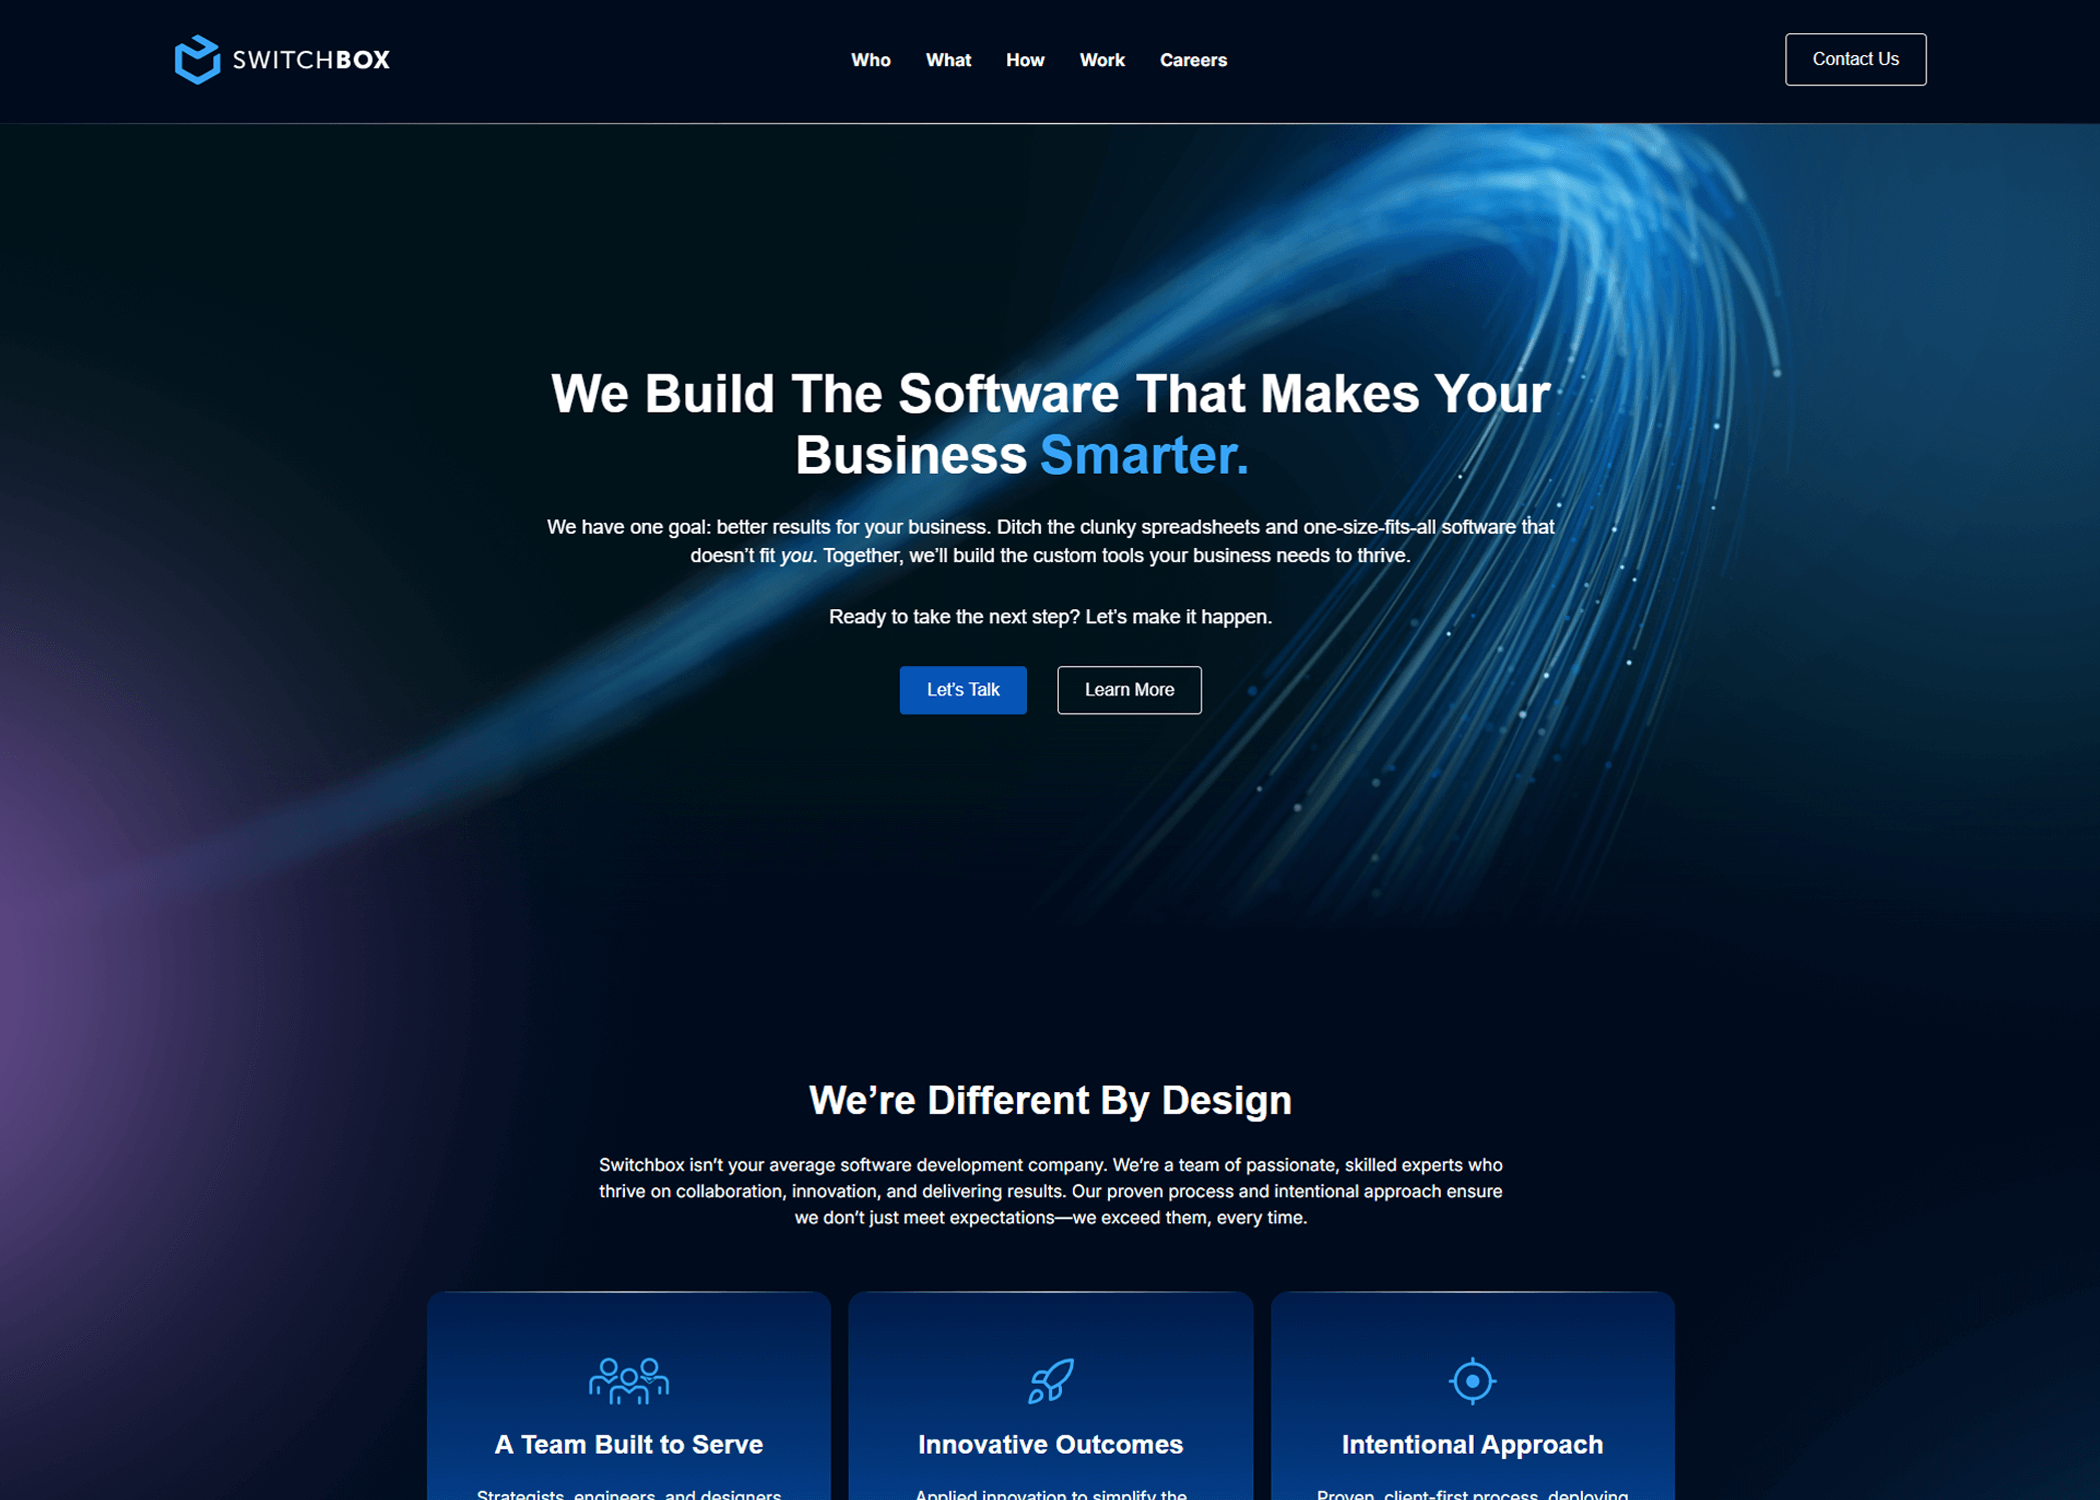 SWITCHBOX
Who
What
How
Work
Careers
Contact Us
We Build The Software That Makes Your
Business Smarter.
We have one goal: better results for your business. Ditch the clunky spreadsheets and one-size-fits-all software that
doesn’t fit you. Together, we’ll build the custom tools your business needs to thrive.
Ready to take the next step? Let’s make it happen.
Let’s Talk
Learn More
We’re Different By Design
Switchbox isn’t your average software development company. We’re a team of passionate, skilled experts who
thrive on collaboration, innovation, and delivering results. Our proven process and intentional approach ensure
we don’t just meet expectations—we exceed them, every time.
A Team Built to Serve
Strategists, engineers, and designers
Innovative Outcomes
Applied innovation to simplify the
Intentional Approach
Proven, client-first process, deploying